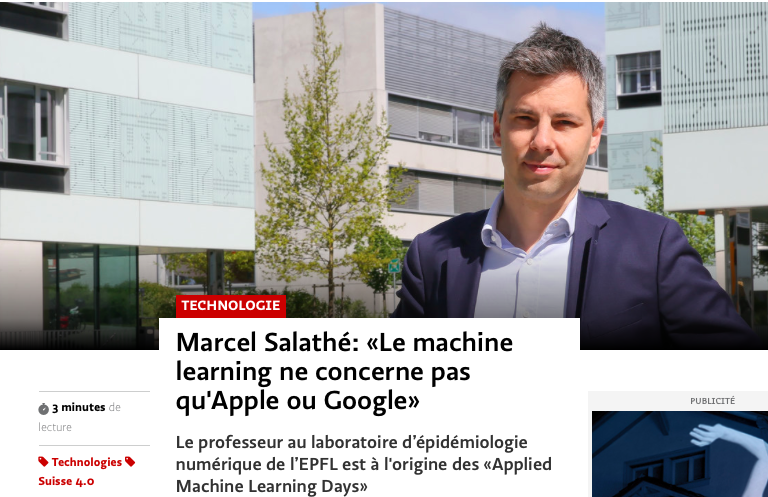 TECHNOLOGIE
Marcel Salathé: «Le machine
learning ne concerne pas
qu'Apple ou Google»
3 minutes de
lecture
PUBLICITÉ
Le professeur au laboratoire d’épidémiologie
numérique de l’EPFL est à l'origine des «Applied
Machine Learning Days»
Technologies
Suisse 4.0